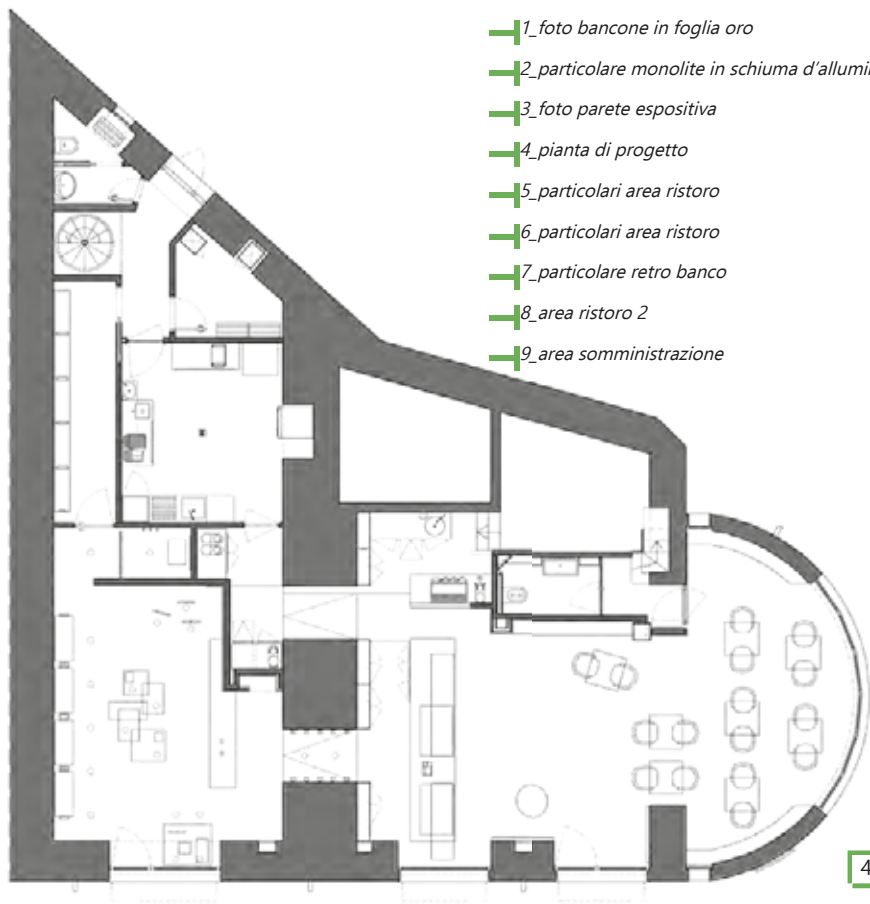 1_foto bancone in foglia oro
2_particolare monolite in schiuma d'allumi
3_foto parete espositiva
4_pianta di progetto
5_particolari area ristoro
6_particolari area ristoro
7_particolare retro banco
8_area ristoro 2
9_area somministrazione
4